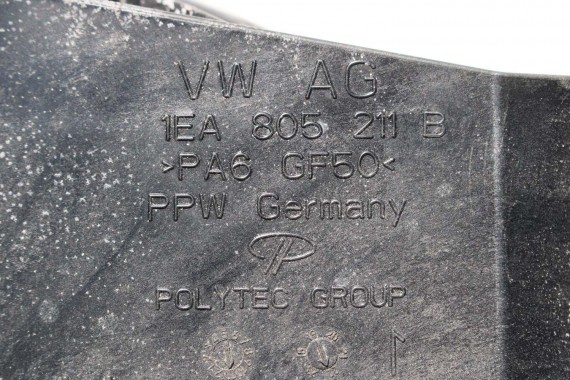 VW AG
1EA 805 211 B
>PA6 GF50<
PPW Germany
POLYTEC GROUP